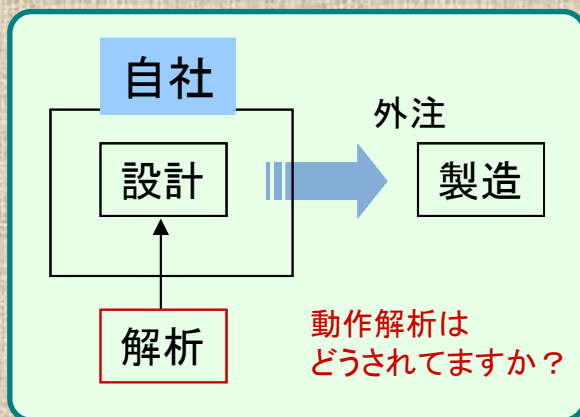 自社
外注
設計
製造
解析
動作解析は
どうされてますか？